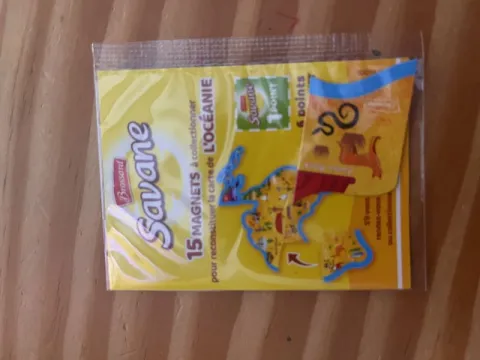 Brossard
Savane
15 MAGNETS à collectionner
pour reconstituer la carte de L'OCÉANIE
Savane
1 POINT
6 points